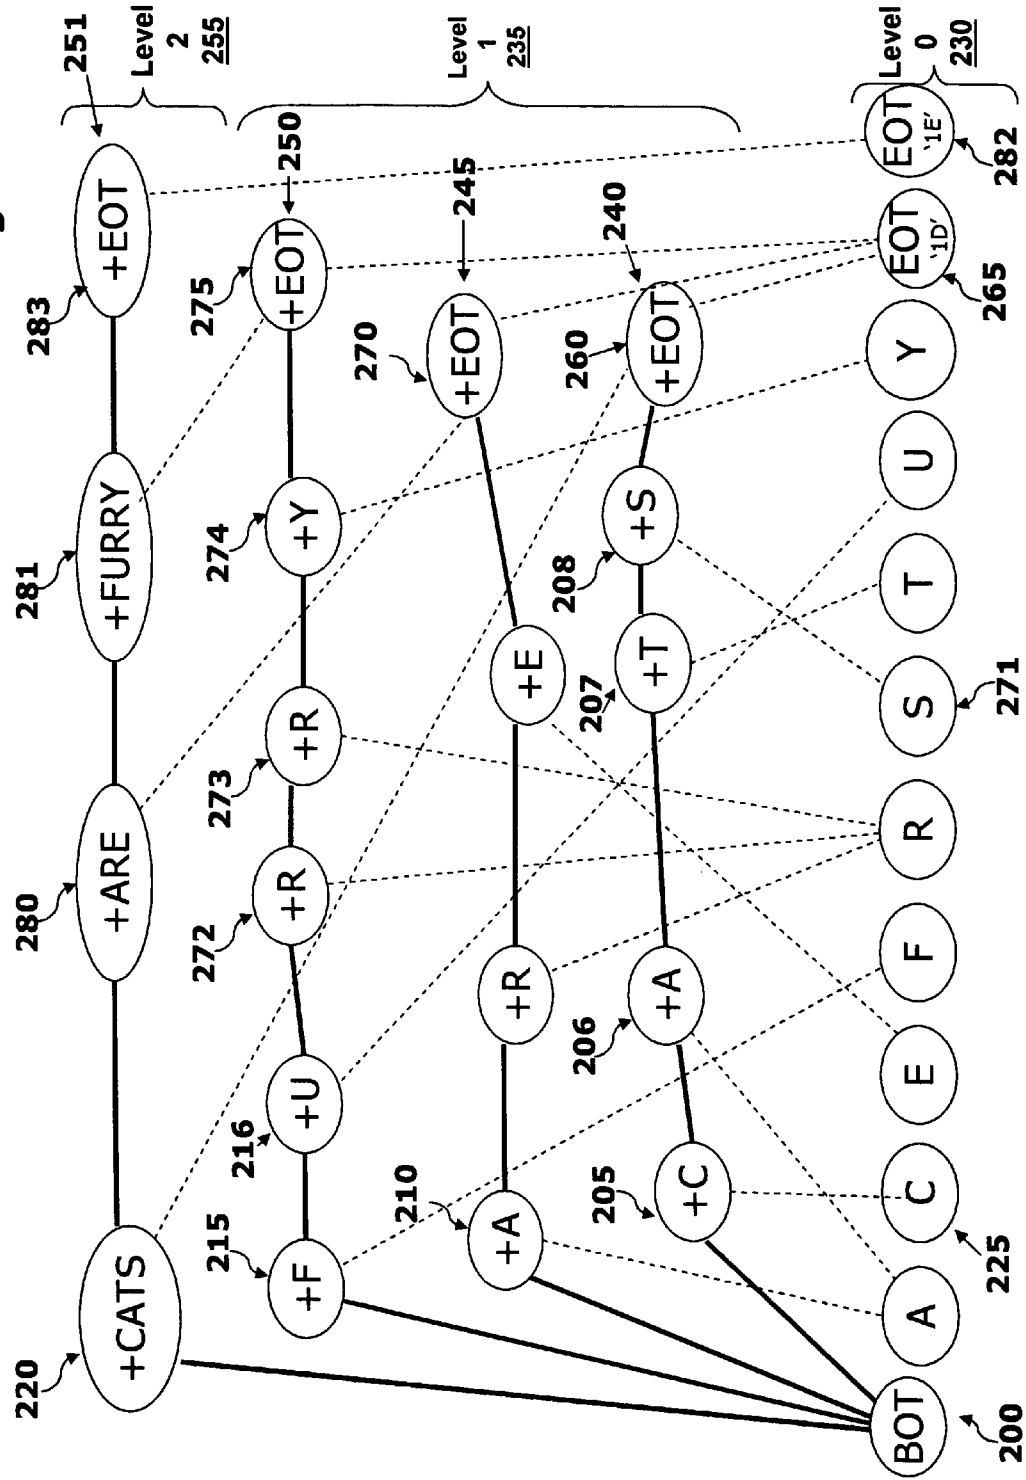 251
Level
2
255
283
+EOT
281
+FURRY
280
+ARE
220
+CATS
250
Level
1
235
275
+EOT
274
+Y
273
+R
272
+R
216
+U
215
+F
245
270
+EOT
+E
+R
210
+A
240
260
+EOT
208
+S
207
+T
206
+A
205
+C
Level
0
230
BOT
A
C
E
F
R
S
T
U
Y
EOT
'1D'
EOT
'1E'
200
225
271
265
282